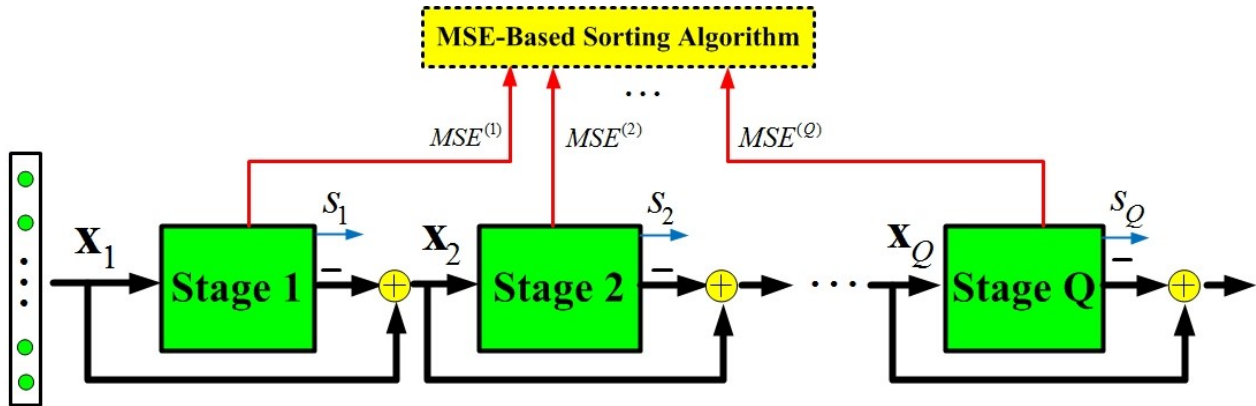 MSE-Based Sorting Algorithm
...
MSE^(1)
MSE^(2)
MSE^(Q)
s_1
s_2
s_Q
x_1
x_2
x_Q
Stage 1
−
+
Stage 2
−
+
...
Stage Q
−
+